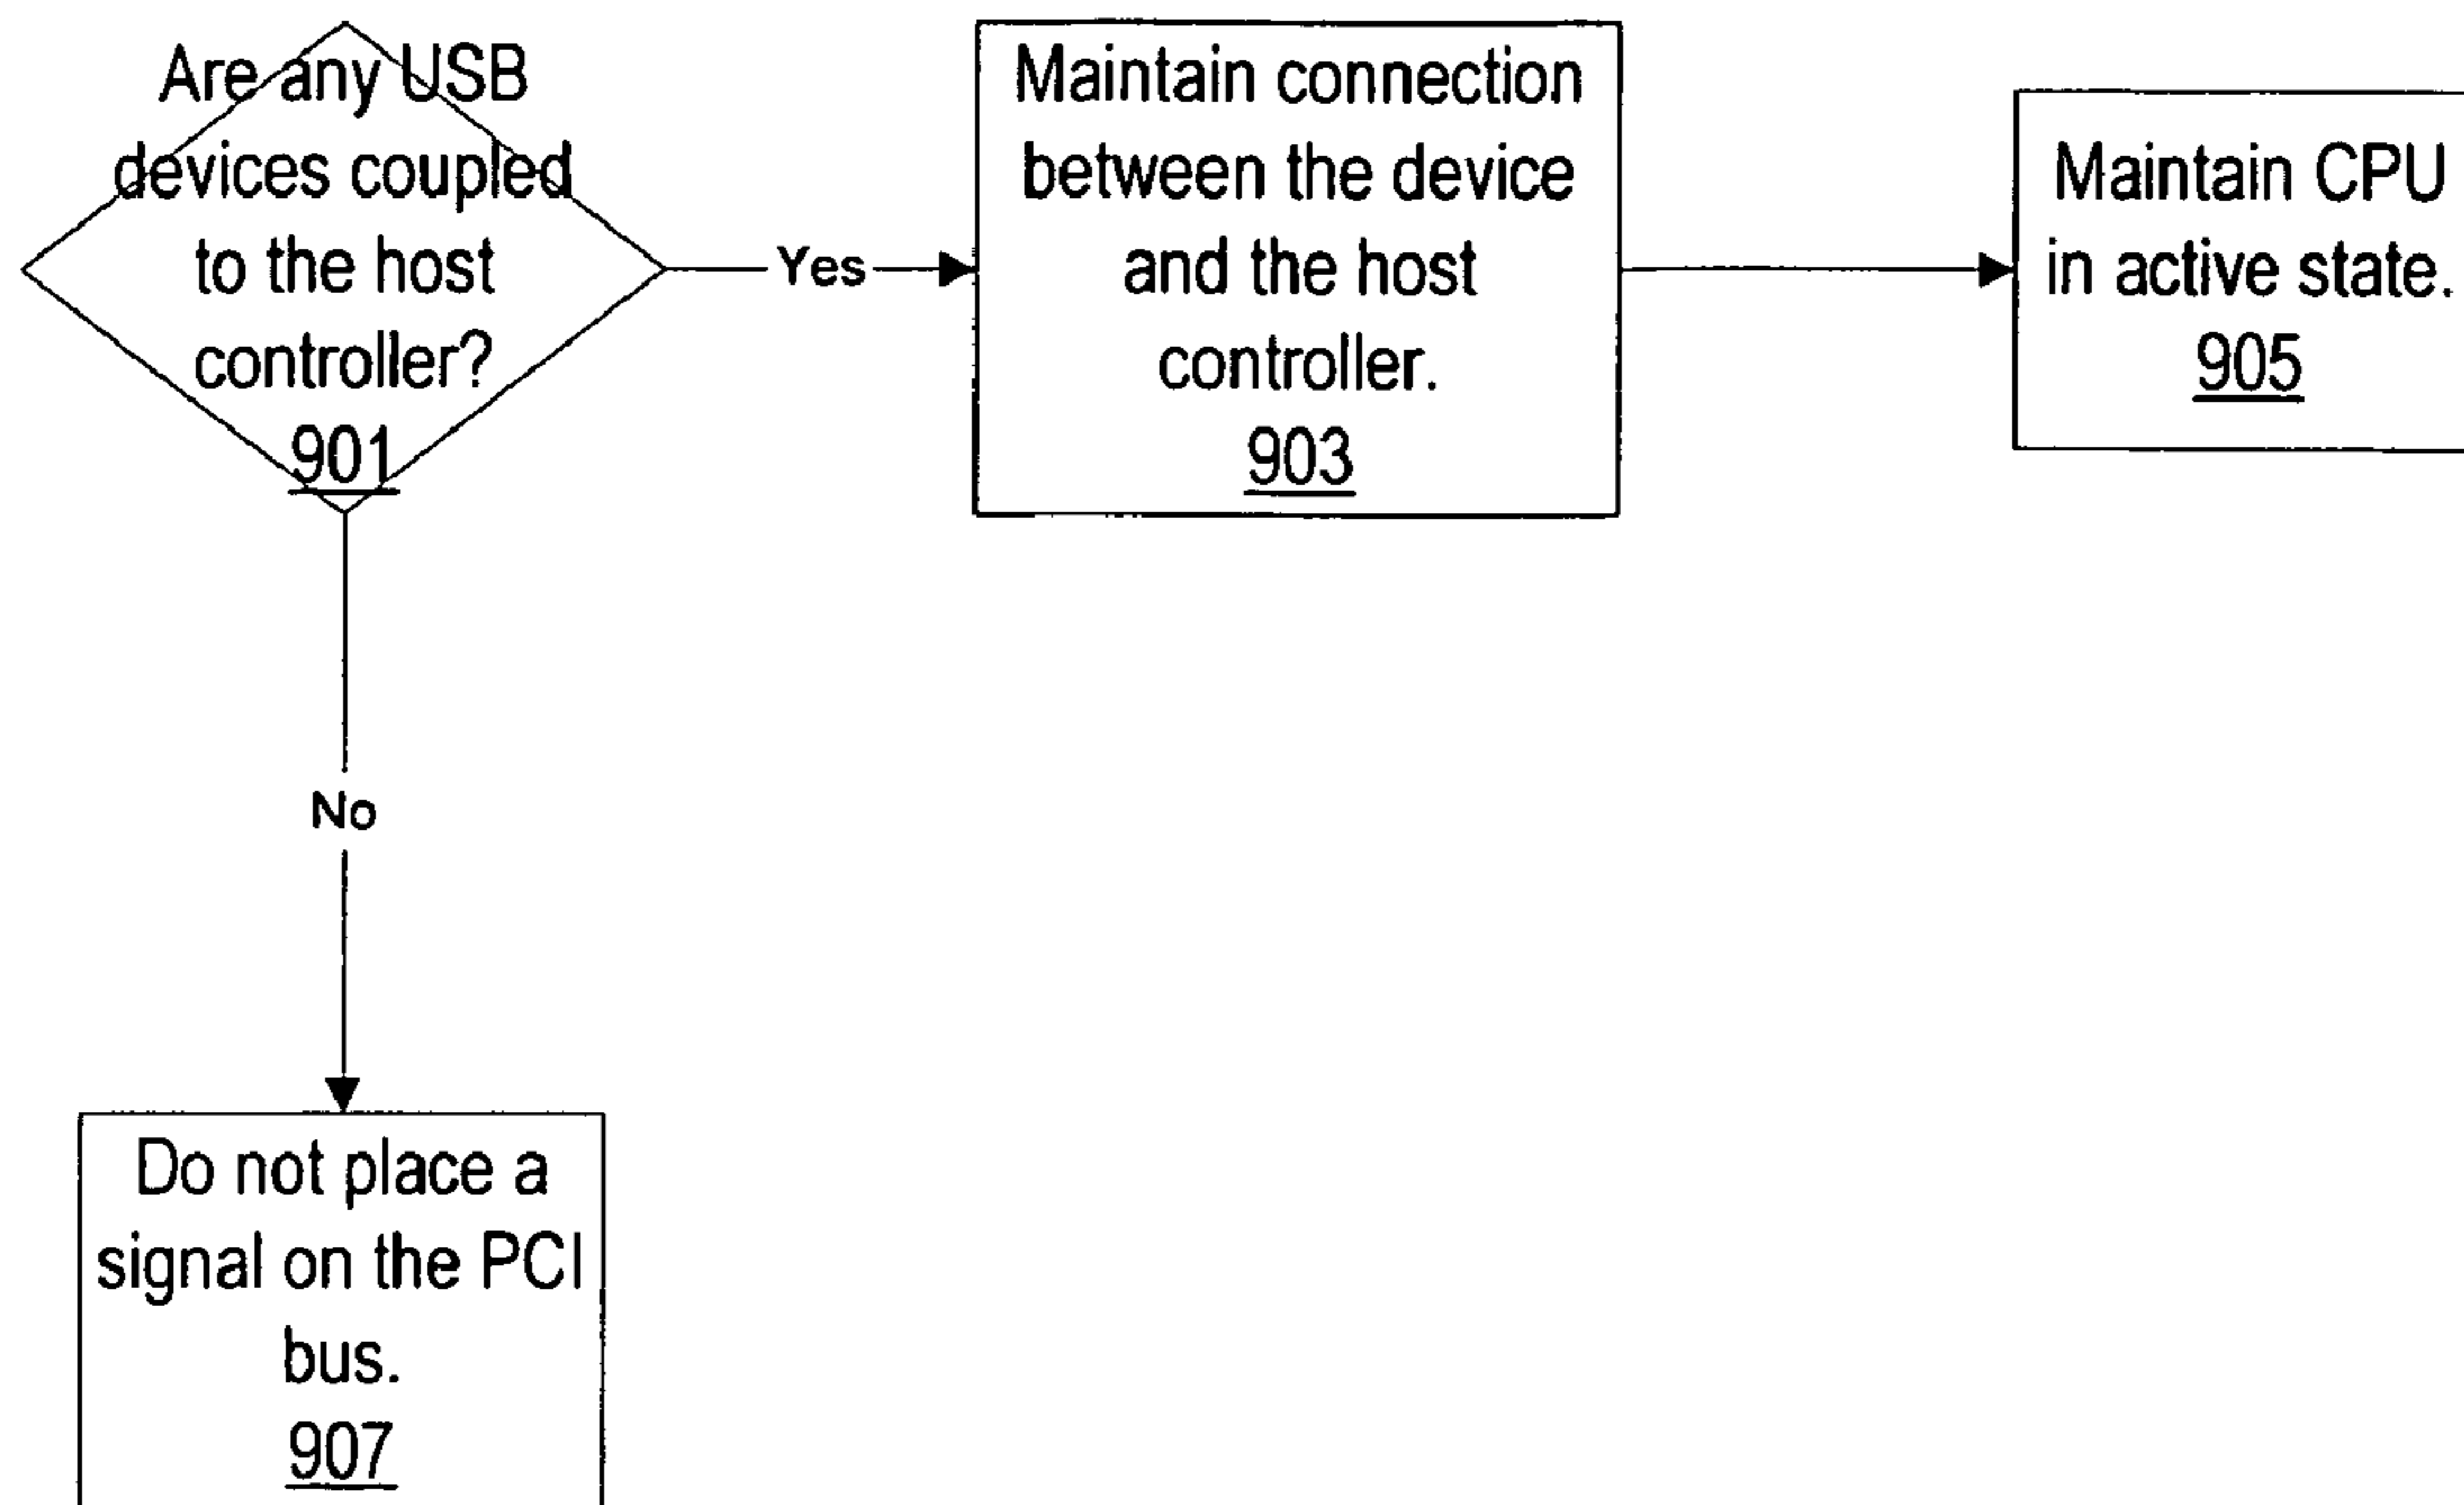 Are any USB
devices coupled
to the host
controller?
901
Yes
Maintain connection
between the device
and the host
controller.
903
Maintain CPU
in active state.
905
No
Do not place a
signal on the PCI
bus.
907